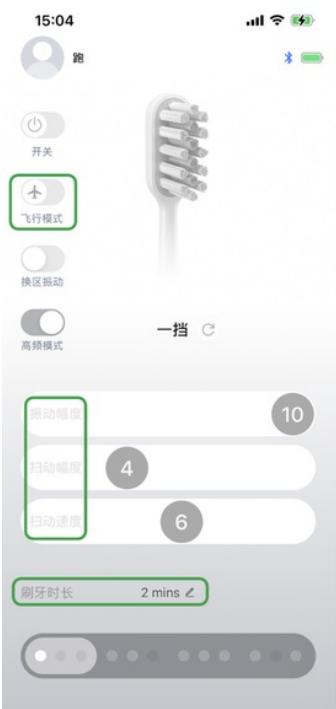 15:04
跑
开关
飞行模式
换区振动
高频模式
一挡
振动幅度
10
扫动幅度
4
扫动速度
6
刷牙时长 2 mins